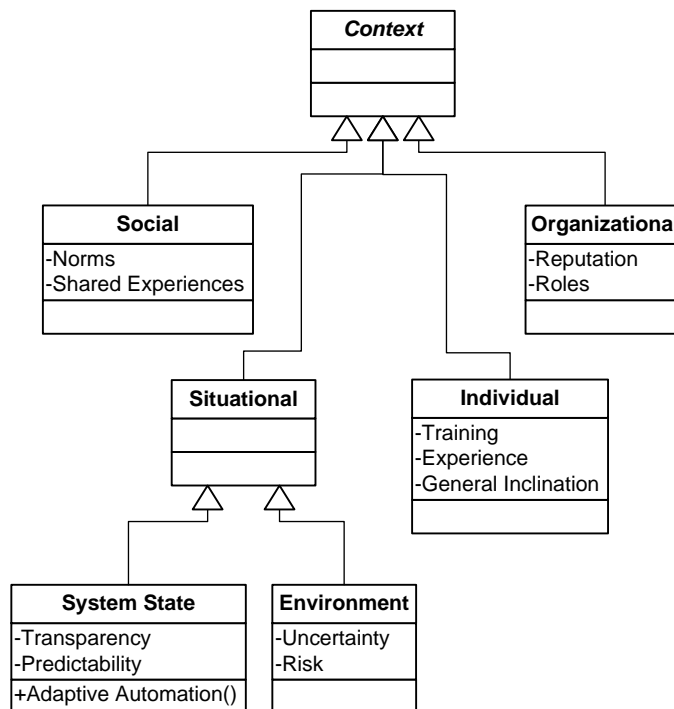 Context
Social
-Norms
-Shared Experiences
Organizationa
-Reputation
-Roles
Situational
Individual
-Training
-Experience
-General Inclination
System State
-Transparency
-Predictability
+Adaptive Automation()
Environment
-Uncertainty
-Risk